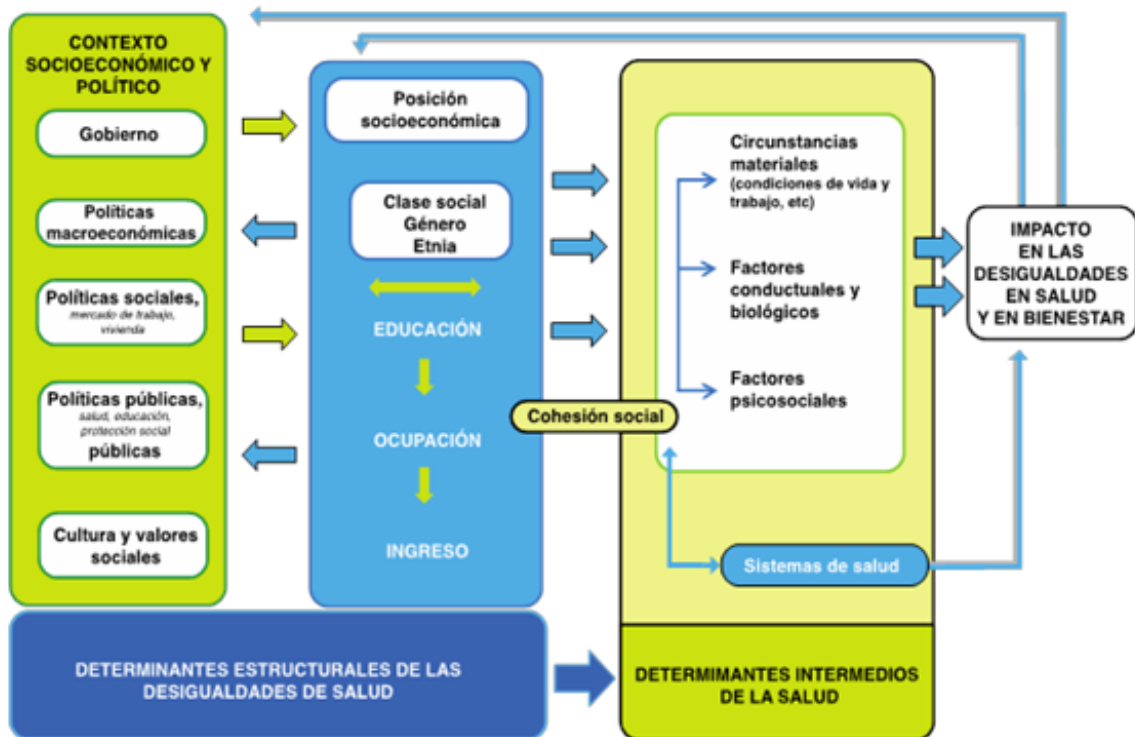 CONTEXTO
SOCIOECONÓMICO Y
POLÍTICO
Gobierno
Políticas
macroeconómicas
Políticas sociales,
mercado de trabajo,
vivienda
Políticas públicas,
salud, educación,
protección social
públicas
Cultura y valores
sociales
Posición
socioeconómica
Clase social
Género
Etnia
EDUCACIÓN
OCUPACIÓN
INGRESO
Cohesión social
Circunstancias
materiales
(condiciones de vida y
trabajo, etc)
Factores
conductuales y
biológicos
Factores
psicosociales
Sistemas de salud
IMPACTO
EN LAS
DESIGUALDADES
EN SALUD
Y EN BIENESTAR
DETERMINANTES ESTRUCTURALES DE LAS
DESIGUALDADES DE SALUD
DETERMIMANTES INTERMEDIOS
DE LA SALUD